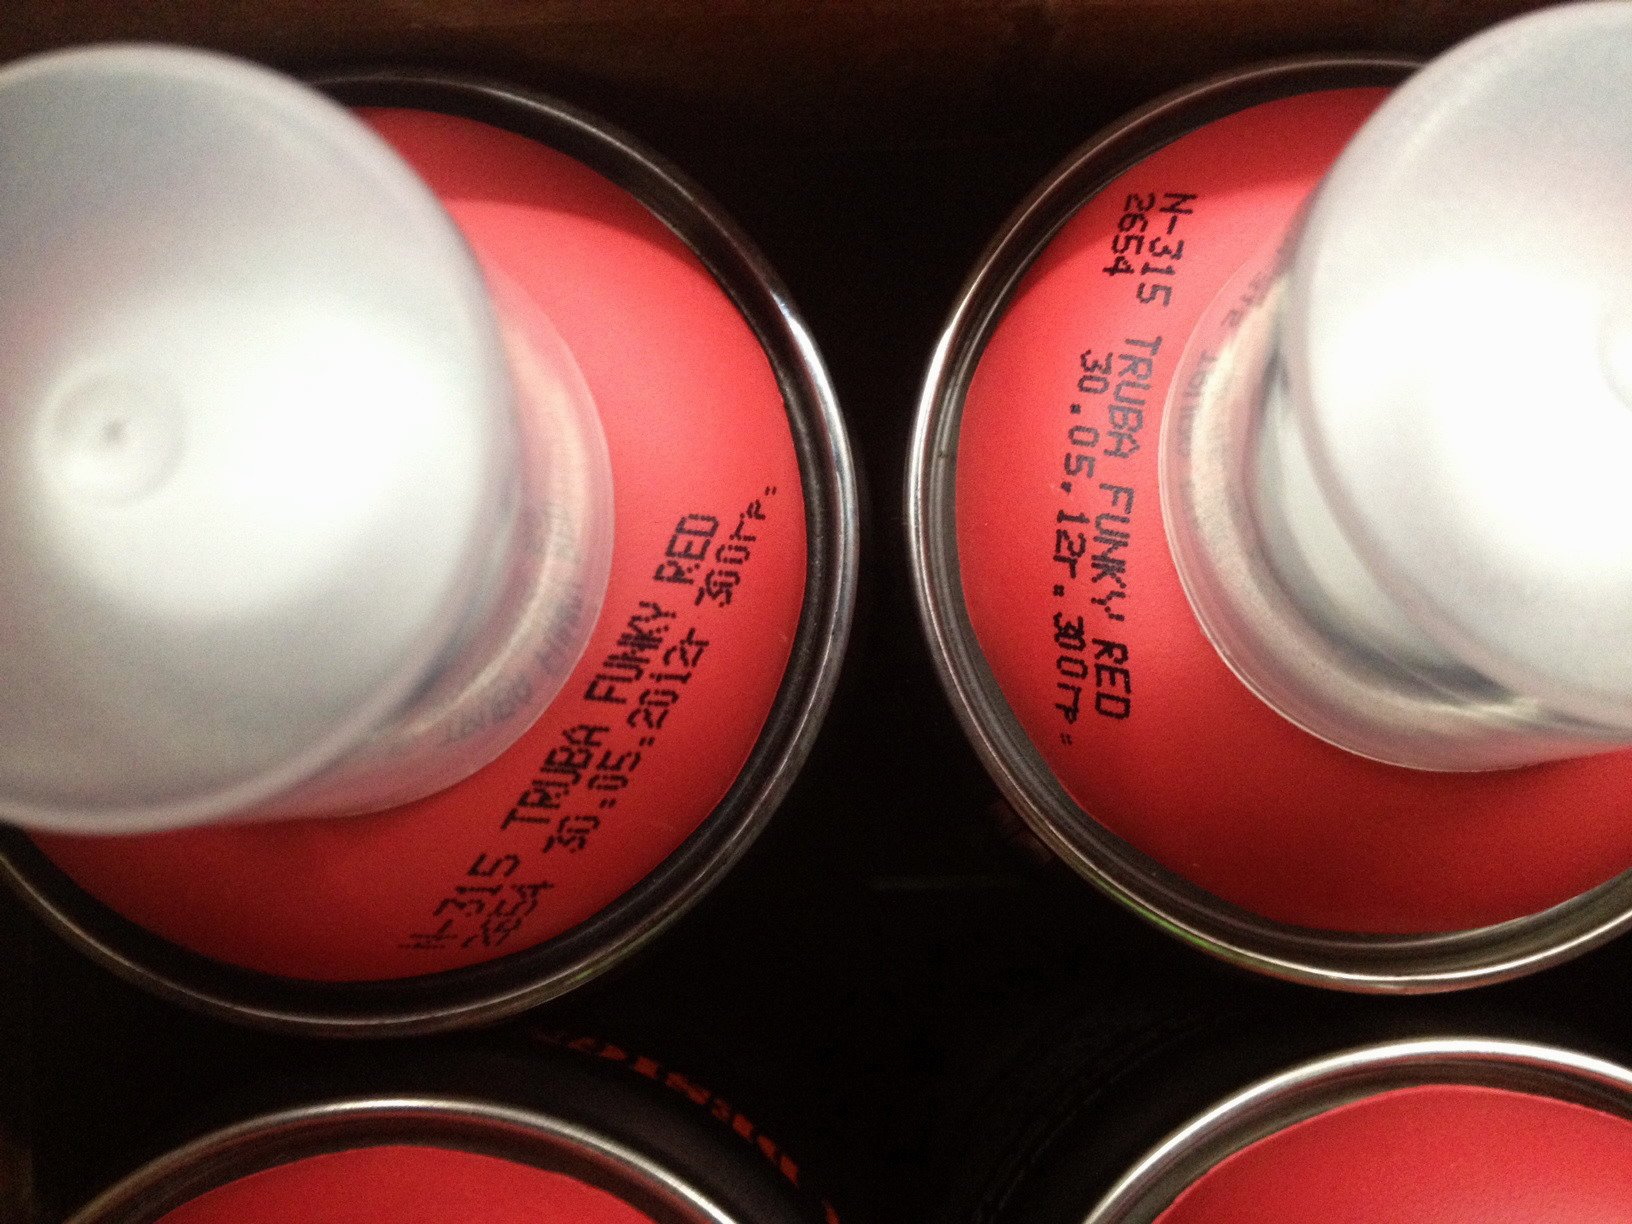 N-315 TRUBA FUNKY RED
2654 30.05.2012г 300гр.
N-315 TRUBA FUNKY RED
2654 30.05.12г. 300гр.